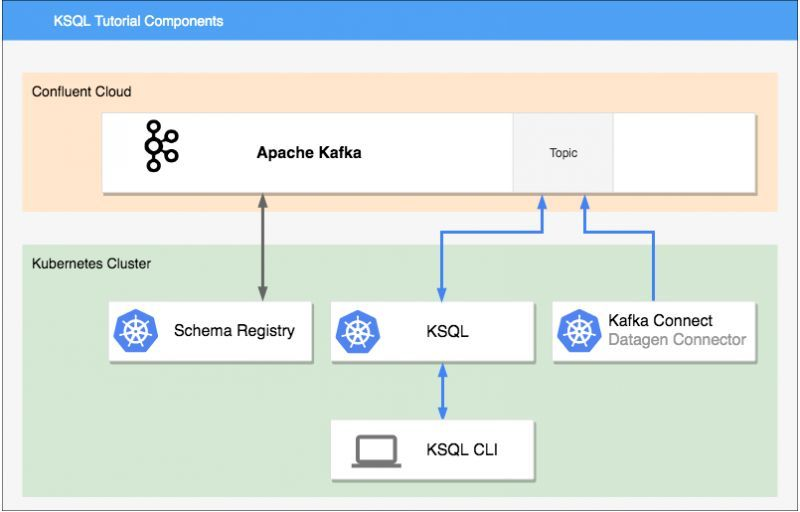 KSQL Tutorial Components
Confluent Cloud
Apache Kafka
Topic
Kubernetes Cluster
Schema Registry
KSQL
Kafka Connect
Datagen Connector
KSQL CLI